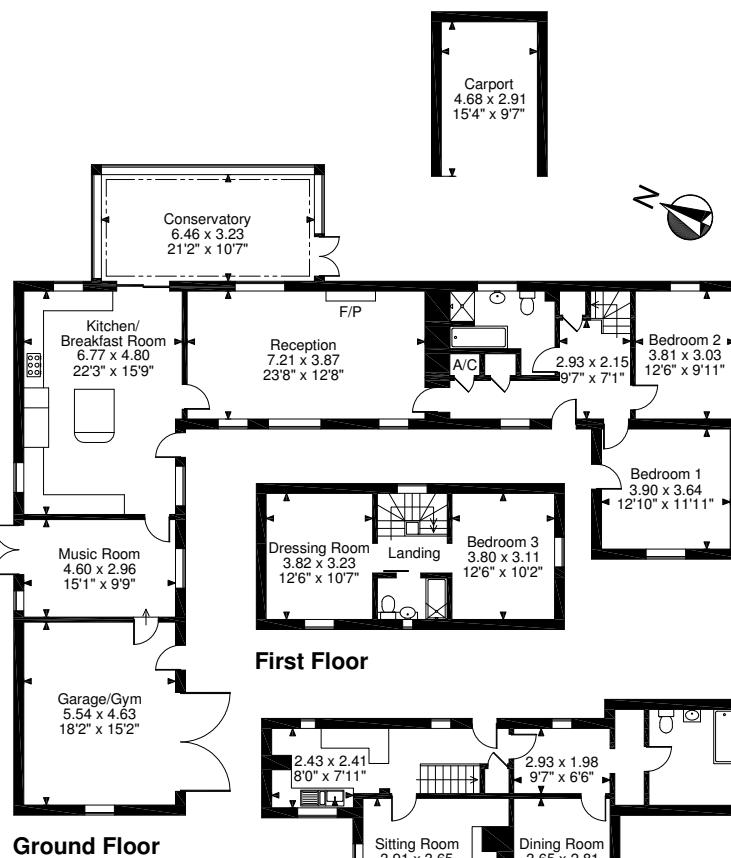 Carport
4.68 x 2.91
15'4" x 9'7"
N
Conservatory
6.46 x 3.23
21'2" x 10'7"
Kitchen/
Breakfast Room
6.77 x 4.80
22'3" x 15'9"
F/P
Reception
7.21 x 3.87
23'8" x 12'8"
A/C
2.93 x 2.15
9'7" x 7'1"
Bedroom 2
3.81 x 3.03
12'6" x 9'11"
Bedroom 1
3.90 x 3.64
12'10" x 11'11"
Dressing Room
3.82 x 3.23
12'6" x 10'7"
Landing
Bedroom 3
3.80 x 3.11
12'6" x 10'2"
Music Room
4.60 x 2.96
15'1" x 9'9"
First Floor
Garage/Gym
5.54 x 4.63
18'2" x 15'2"
2.43 x 2.41
8'0" x 7'11"
2.93 x 1.98
9'7" x 6'6"
Ground Floor
Sitting Room
Dining Room